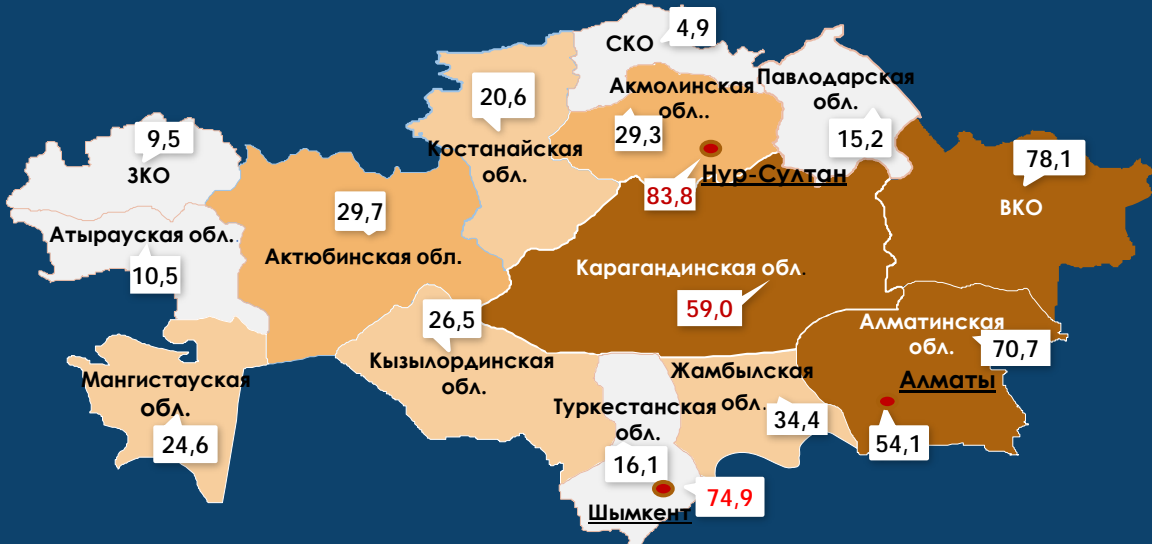 СКО
4,9
Павлодарская
обл.
15,2
Акмолинская
обл..
29,3
20,6
Костанайская
обл.
9,5
ЗКО
83,8
Нур-Султан
78,1
ВКО
29,7
Актюбинская обл.
Атырауская обл..
10,5
Карагандинская обл.
59,0
26,5
Кызылординская
обл.
Алматинская
обл.
70,7
Алматы
54,1
Мангистауская
обл.
24,6
Жамбылская
обл.
34,4
Туркестанская
обл.
16,1
74,9
Шымкент